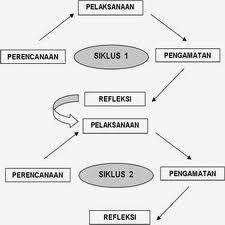 PELAKSANAAN
PERENCANAAN
SIKLUS 1
PENGAMATAN
REFLEKSI
PELAKSANAAN
PERENCANAAN
SIKLUS 2
PENGAMATAN
REFLEKSI